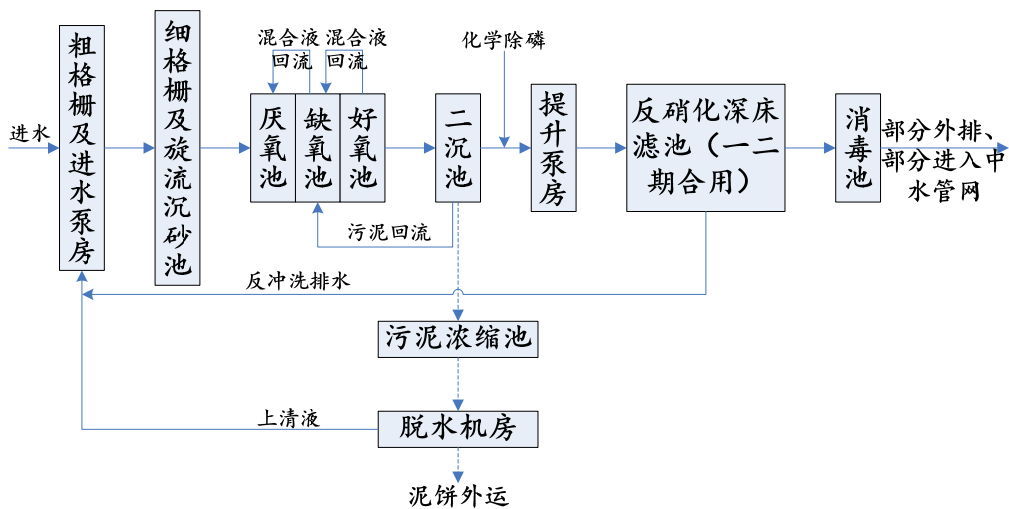 进水
粗格栅及进水泵房
细格栅及旋流沉砂池
混合液
回流
混合液
回流
厌氧池
缺氧池
好氧池
二沉池
化学除磷
提升泵房
反硝化深床
滤池（一二
期合用）
消毒池
部分外排、
部分进入中
水管网
污泥回流
反冲洗排水
污泥浓缩池
上清液
脱水机房
泥饼外运